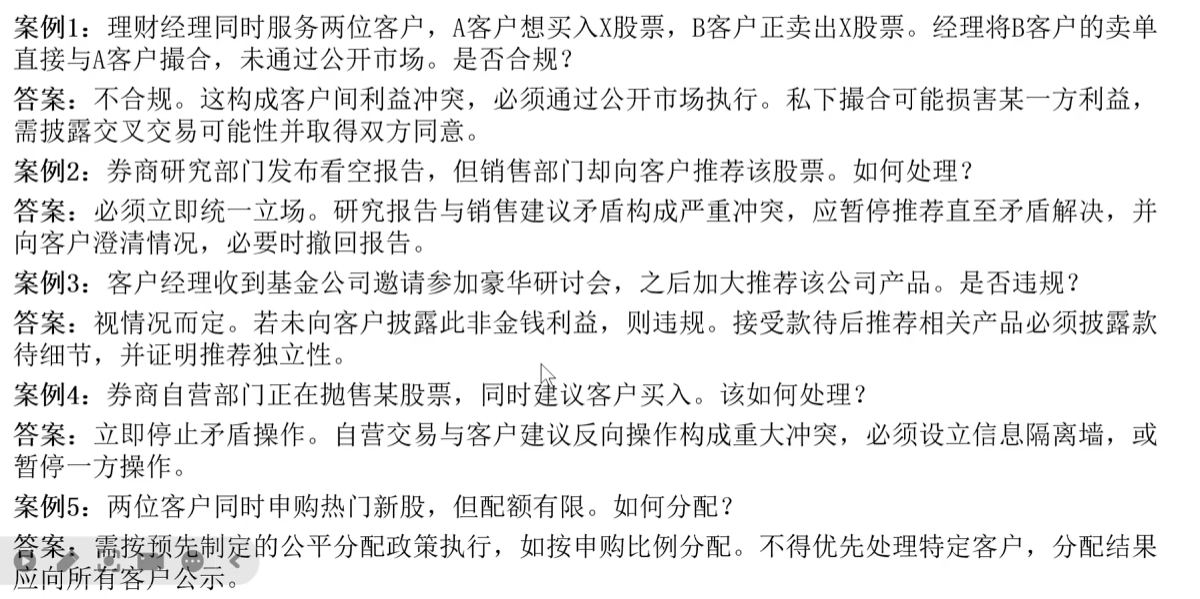 案例1：理财经理同时服务两位客户，A客户想买入X股票，B客户正卖出X股票。经理将B客户的卖单
直接与A客户撮合，未通过公开市场。是否合规？
答案：不合规。这构成客户间利益冲突，必须通过公开市场执行。私下撮合可能损害某一方利益，
需披露交叉交易可能性并取得双方同意。
案例2：券商研究部门发布看空报告，但销售部门却向客户推荐该股票。如何处理？
答案：必须立即统一立场。研究报告与销售建议矛盾构成严重冲突，应暂停推荐直至矛盾解决，并
向客户澄清情况，必要时撤回报告。
案例3：客户经理收到基金公司邀请参加豪华研讨会，之后加大推荐该公司产品。是否违规？
答案：视情况而定。若未向客户披露此非金钱利益，则违规。接受款待后推荐相关产品必须披露款
待细节，并证明推荐独立性。
案例4：券商自营部门正在抛售某股票，同时建议客户买入。该如何处理？
答案：立即停止矛盾操作。自营交易与客户建议反向操作构成重大冲突，必须设立信息隔离墙，或
暂停一方操作。
案例5：两位客户同时申购热门新股，但配额有限。如何分配？
答案：需按预先制定的公平分配政策执行，如按申购比例分配。不得优先处理特定客户，分配结果
应向所有客户公示。